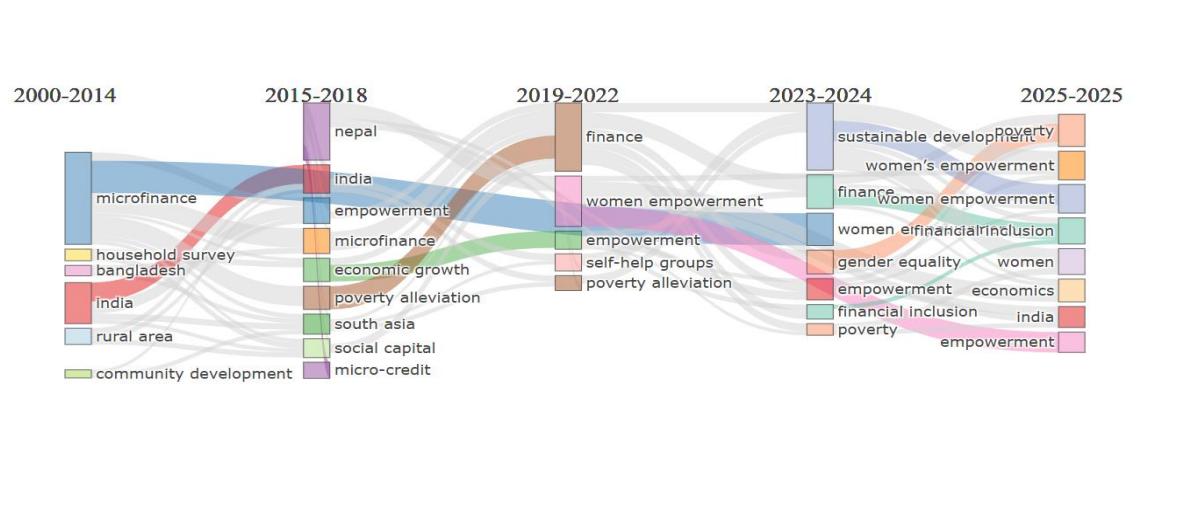 2000-2014
2015-2018
2019-2022
2023-2024
2025-2025
microfinance
household survey
bangladesh
india
rural area
community development
nepal
india
empowerment
microfinance
economic growth
poverty alleviation
south asia
social capital
micro-credit
finance
women empowerment
empowerment
self-help groups
poverty alleviation
sustainable development
finance
women
gender equality
empowerment
financial inclusion
poverty
poverty
women's empowerment
women empowerment
financial inclusion
women
economics
india
empowerment